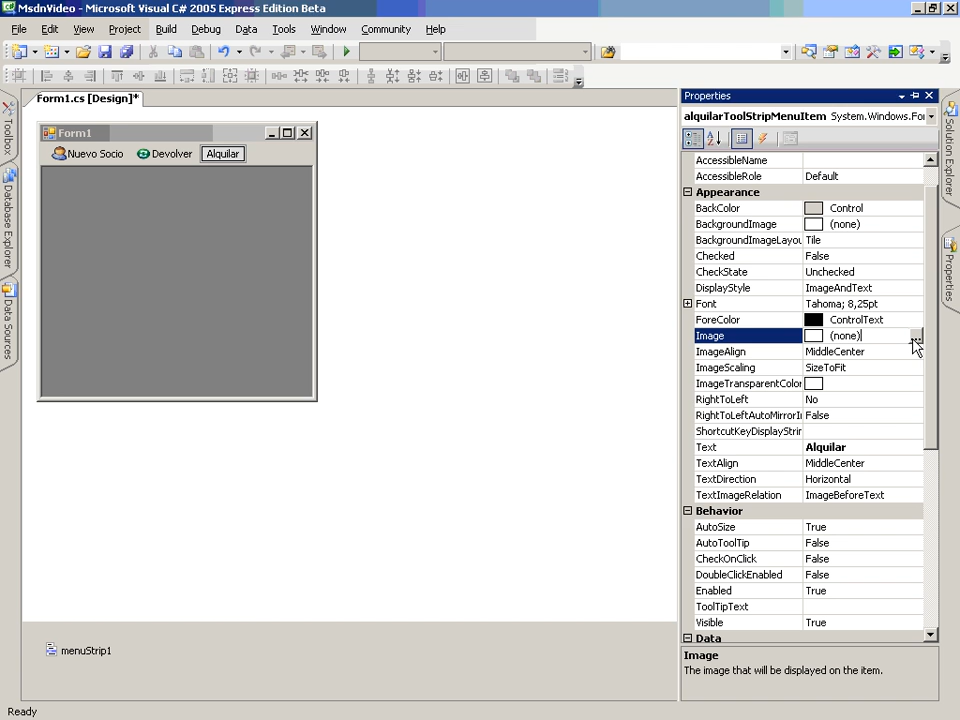 MsdnVideo - Microsoft Visual C# 2005 Express Edition Beta
File Edit View Project Build Debug Data Tools Window Community Help
Form1.cs [Design]*
Toolbox
Database Explorer
Data Sources
Form1
Nuevo Socio Devolver Alquilar
menuStrip1
Properties
alquilarToolStripMenuItem System.Windows.For
AccessibleName
AccessibleRole Default
Appearance
BackColor Control
BackgroundImage (none)
BackgroundImageLayou Tile
Checked False
CheckState Unchecked
DisplayStyle ImageAndText
Font Tahoma; 8,25pt
ForeColor ControlText
Image (none) ...
ImageAlign MiddleCenter
ImageScaling SizeToFit
ImageTransparentColor
RightToLeft No
RightToLeftAutoMirrorI False
ShortcutKeyDisplayStrir
Text Alquilar
TextAlign MiddleCenter
TextDirection Horizontal
TextImageRelation ImageBeforeText
Behavior
AutoSize True
AutoToolTip False
CheckOnClick False
DoubleClickEnabled False
Enabled True
ToolTipText
Visible True
Data
Image
The image that will be displayed on the item.
Solution Explorer
Properties
Ready